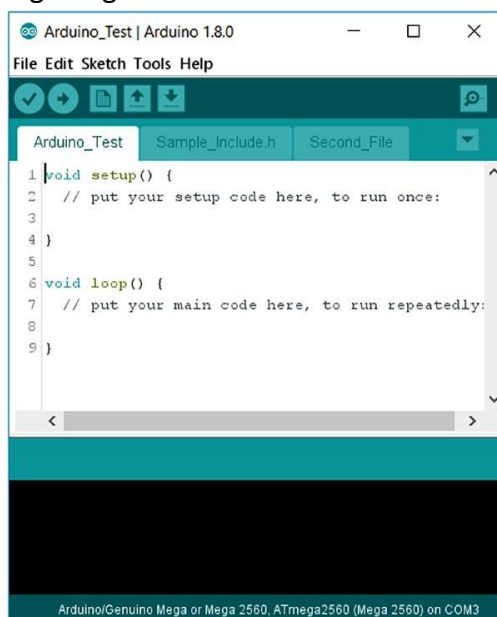 Arduino_Test | Arduino 1.8.0
File Edit Sketch Tools Help
Arduino_Test Sample_Include.h Second_File
1 void setup() {
2 // put your setup code here, to run once:
3
4 }
5
6 void loop() {
7 // put your main code here, to run repeatedly:
8
9 }
Arduino/Genuino Mega or Mega 2560, ATmega2560 (Mega 2560) on COM3